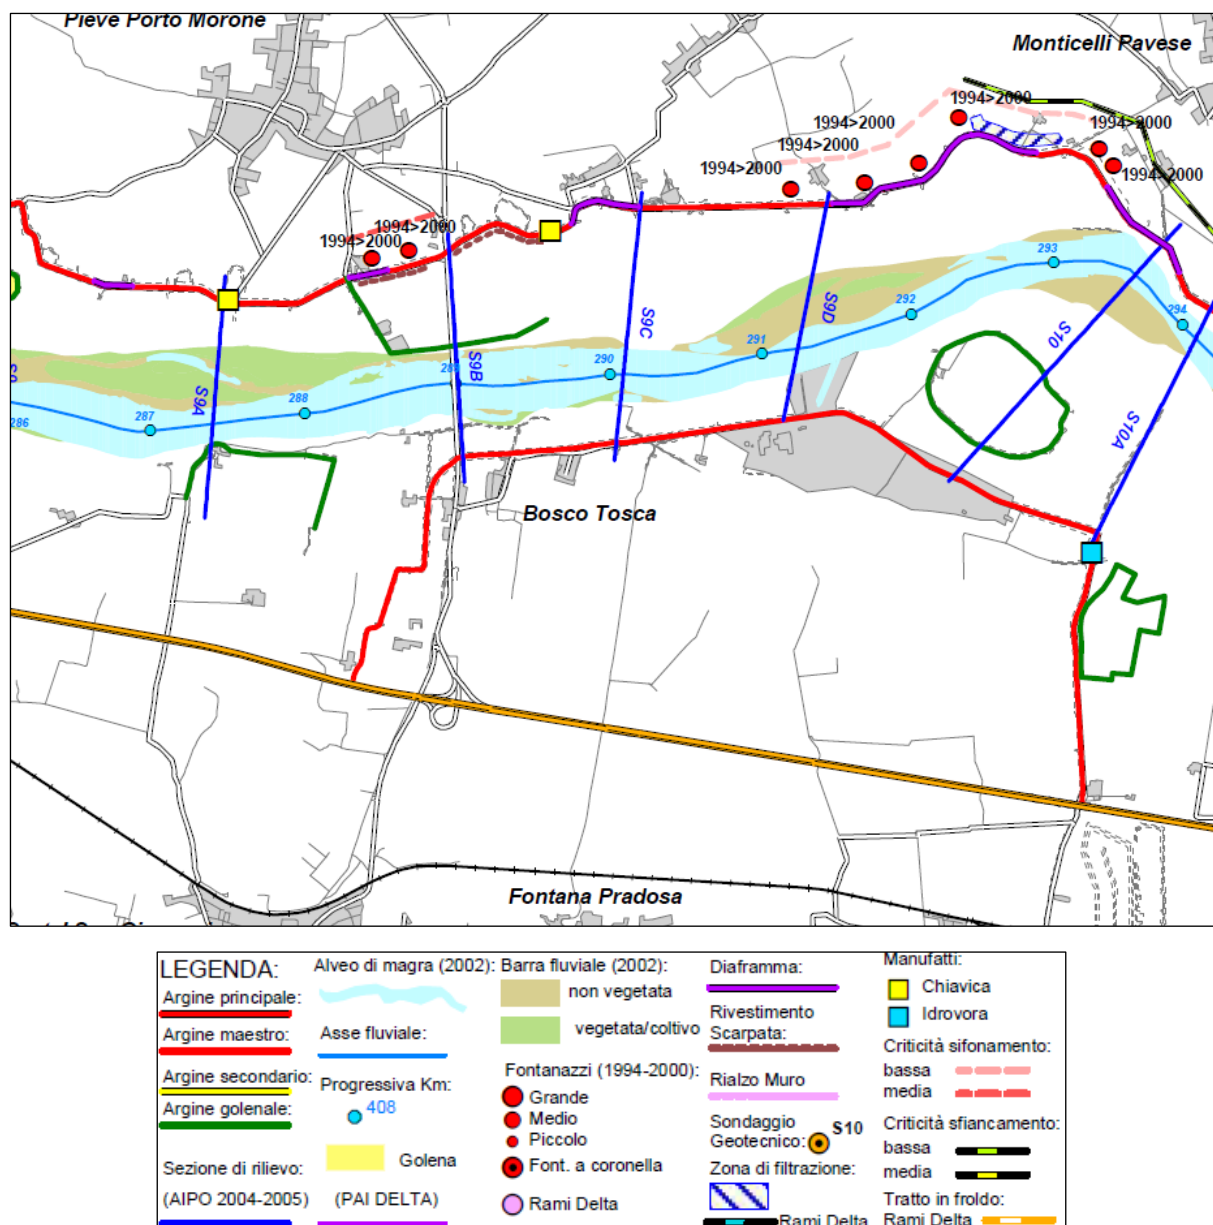 Pieve Porto Morone
Monticelli Pavese
1994>2000
1994>2000
1994>2000
1994>2000
1994>2000
1994>2000
1994>2000
1994>2000
293
292
294
291
290
288
287
286
S9A
S9B
S9C
S9D
S10
S10A
Bosco Tosca
Fontana Pradosa
LEGENDA:
Argine principale:
Argine maestro:
Argine secondario:
Argine golenale:
Sezione di rilievo:
(AIPO 2004-2005)
Alveo di magra (2002):
Asse fluviale:
Progressiva Km:
408
Golena
(PAI DELTA)
Barra fluviale (2002):
non vegetata
vegetata/coltivo
Fontanazzi (1994-2000):
Grande
Medio
Piccolo
Font. a coronella
Rami Delta
Diaframma:
Rivestimento
Scarpata:
Rialzo Muro
Sondaggio
Geotecnico:
S10
Zona di filtrazione:
Rami Delta
Manufatti:
Chiavica
Idrovora
Criticità sifonamento:
bassa
media
Criticità sfiancamento:
bassa
media
Tratto in froldo:
Rami Delta